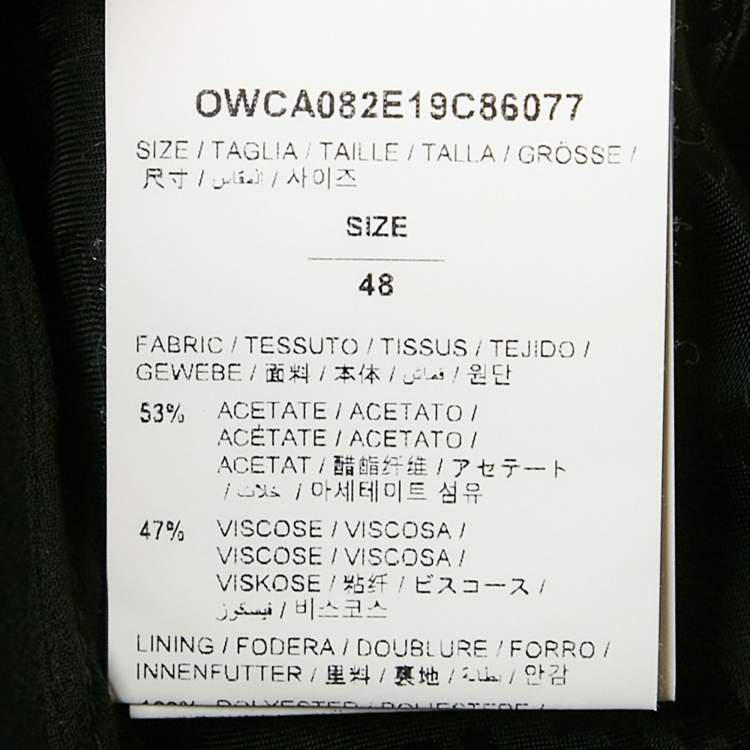 OWCA082E19C86077
SIZE / TAGLIA / TAILLE / TALLA / GRÖSSE /
尺寸 / المقاس / 사이즈
SIZE
48
FABRIC / TESSUTO / TISSUS / TEJIDO /
GEWEBE / 面料 / 本体 / قماش / 원단
53% ACETATE / ACETATO /
ACÉTATE / ACETATO /
ACETAT / 醋酯纤维 / アセテート
/ خلات / 아세테이트 섬유
47% VISCOSE / VISCOSA /
VISCOSE / VISCOSA /
VISKOSE / 粘纤 / ビスコース /
فيسكوز / 비스코스
LINING / FODERA / DOUBLURE / FORRO /
INNENFUTTER / 里料 / 裏地 / بطانة / 안감
100% POLYESTER / POLIESTERE /